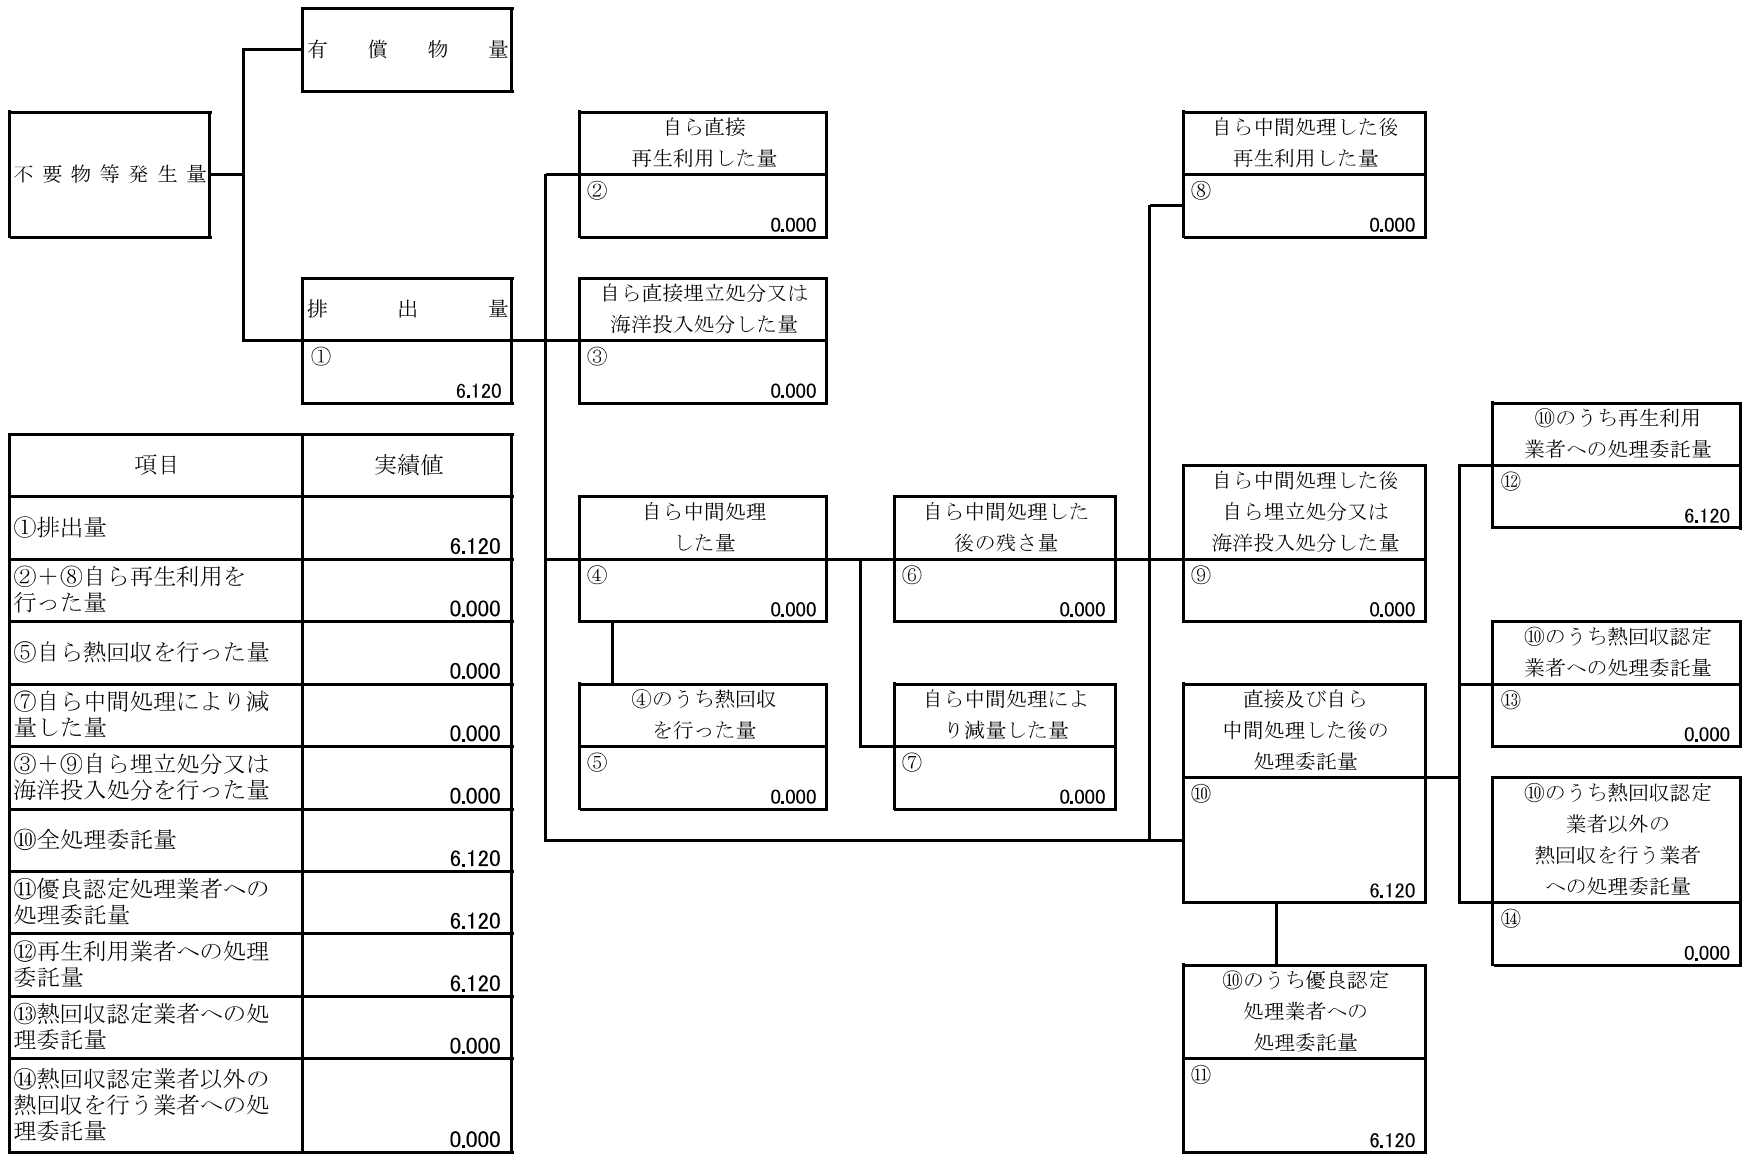 有償物量
不要物等発生量
排出量
①
6.120
自ら直接
再生利用した量
②
0.000
自ら直接埋立処分又は
海洋投入処分した量
③
0.000
自ら中間処理
した量
④
0.000
④のうち熱回収
を行った量
⑤
0.000
自ら中間処理した
後の残さ量
⑥
0.000
自ら中間処理によ
り減量した量
⑦
0.000
自ら中間処理した後
再生利用した量
⑧
0.000
自ら中間処理した後
自ら埋立処分又は
海洋投入処分した量
⑨
0.000
直接及び自ら
中間処理した後の
処理委託量
⑩
6.120
⑩のうち優良認定
処理業者への
処理委託量
⑪
6.120
⑩のうち再生利用
業者への処理委託量
⑫
6.120
⑩のうち熱回収認定
業者への処理委託量
⑬
0.000
⑩のうち熱回収認定
業者以外の
熱回収を行う業者
への処理委託量
⑭
0.000
項目 実績値
①排出量
6.120
②＋⑧自ら再生利用を
行った量
0.000
⑤自ら熱回収を行った量
0.000
⑦自ら中間処理により減
量した量
0.000
③＋⑨自ら埋立処分又は
海洋投入処分を行った量
0.000
⑩全処理委託量
6.120
⑪優良認定処理業者への
処理委託量
6.120
⑫再生利用業者への処理
委託量
6.120
⑬熱回収認定業者への処
理委託量
0.000
⑭熱回収認定業者以外の
熱回収を行う業者への処
理委託量
0.000